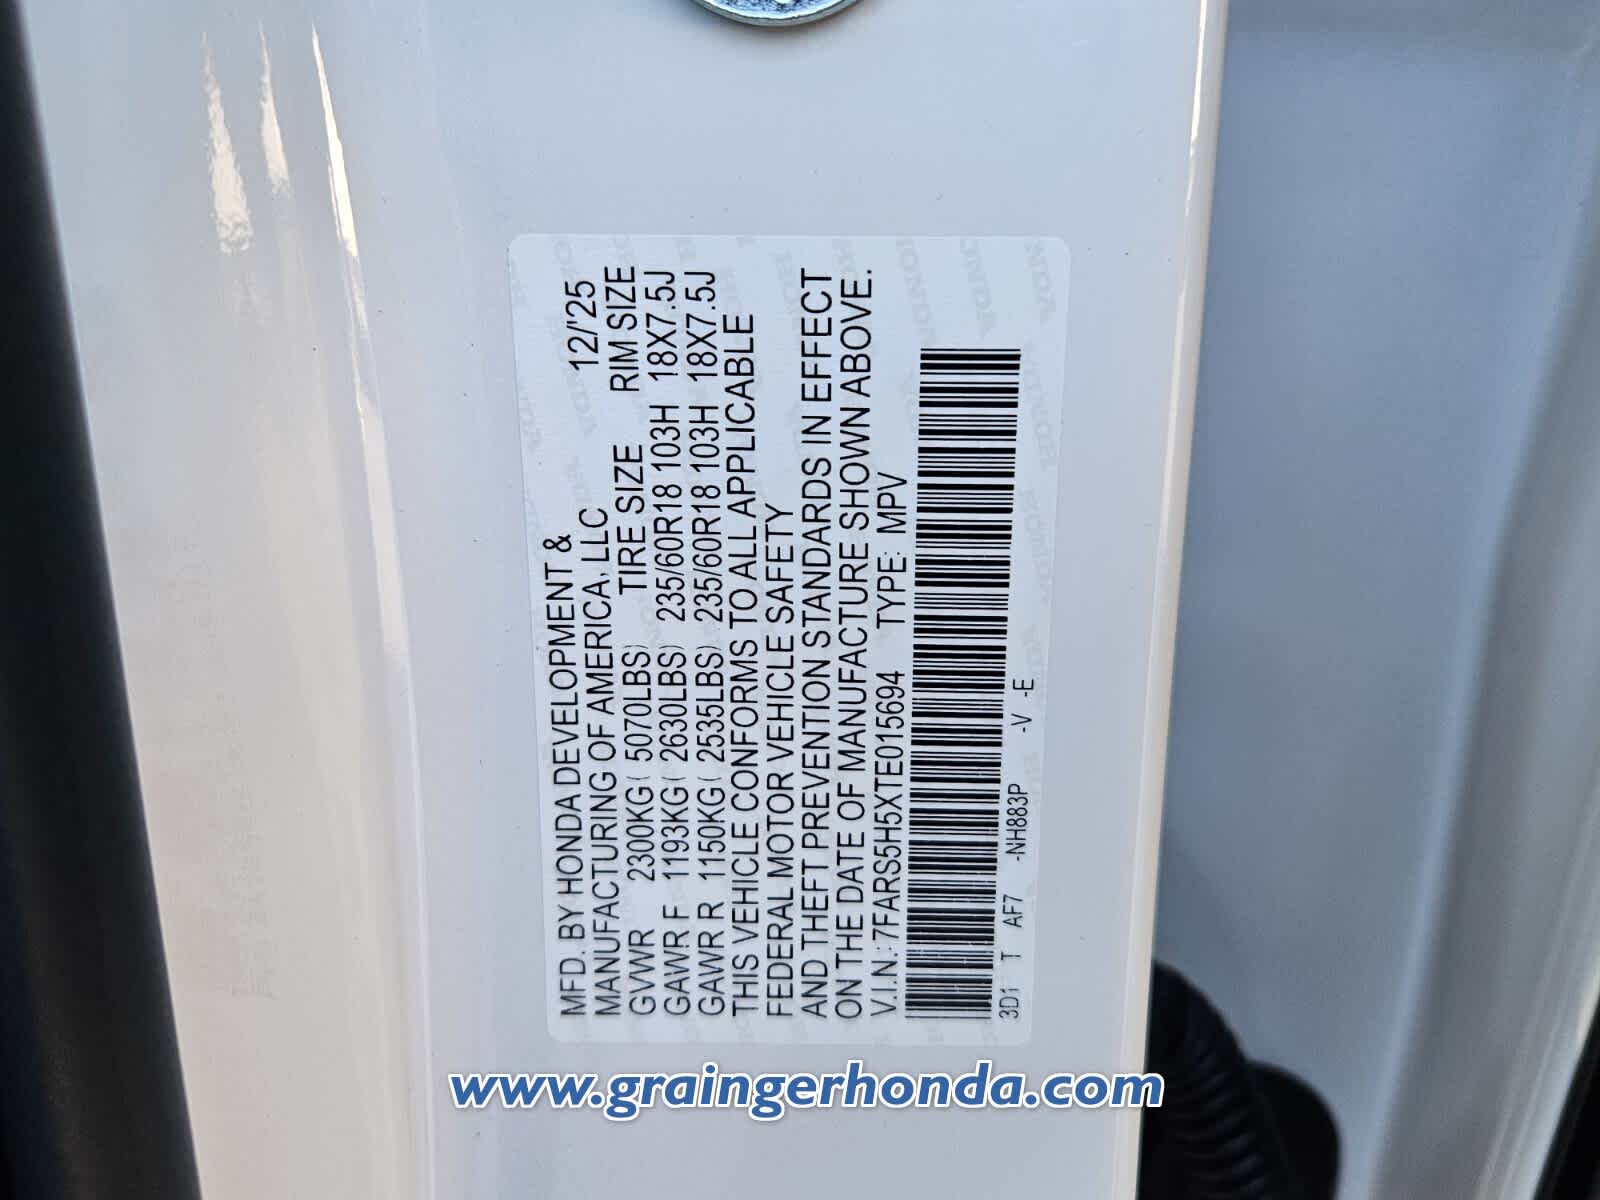 MFD. BY HONDA DEVELOPMENT &
MANUFACTURING OF AMERICA, LLC 12/'25
GVWR 2300KG( 5070LBS) TIRE SIZE RIM SIZE
GAWR F 1193KG( 2630LBS) 235/60R18 103H 18X7.5J
GAWR R 1150KG( 2535LBS) 235/60R18 103H 18X7.5J
THIS VEHICLE CONFORMS TO ALL APPLICABLE
FEDERAL MOTOR VEHICLE SAFETY
AND THEFT PREVENTION STANDARDS IN EFFECT
ON THE DATE OF MANUFACTURE SHOWN ABOVE.
V.I.N.: 7FARS5H5XTE015694 TYPE: MPV
3D1 T AF7 -NH883P -V -E
www.graingerhonda.com